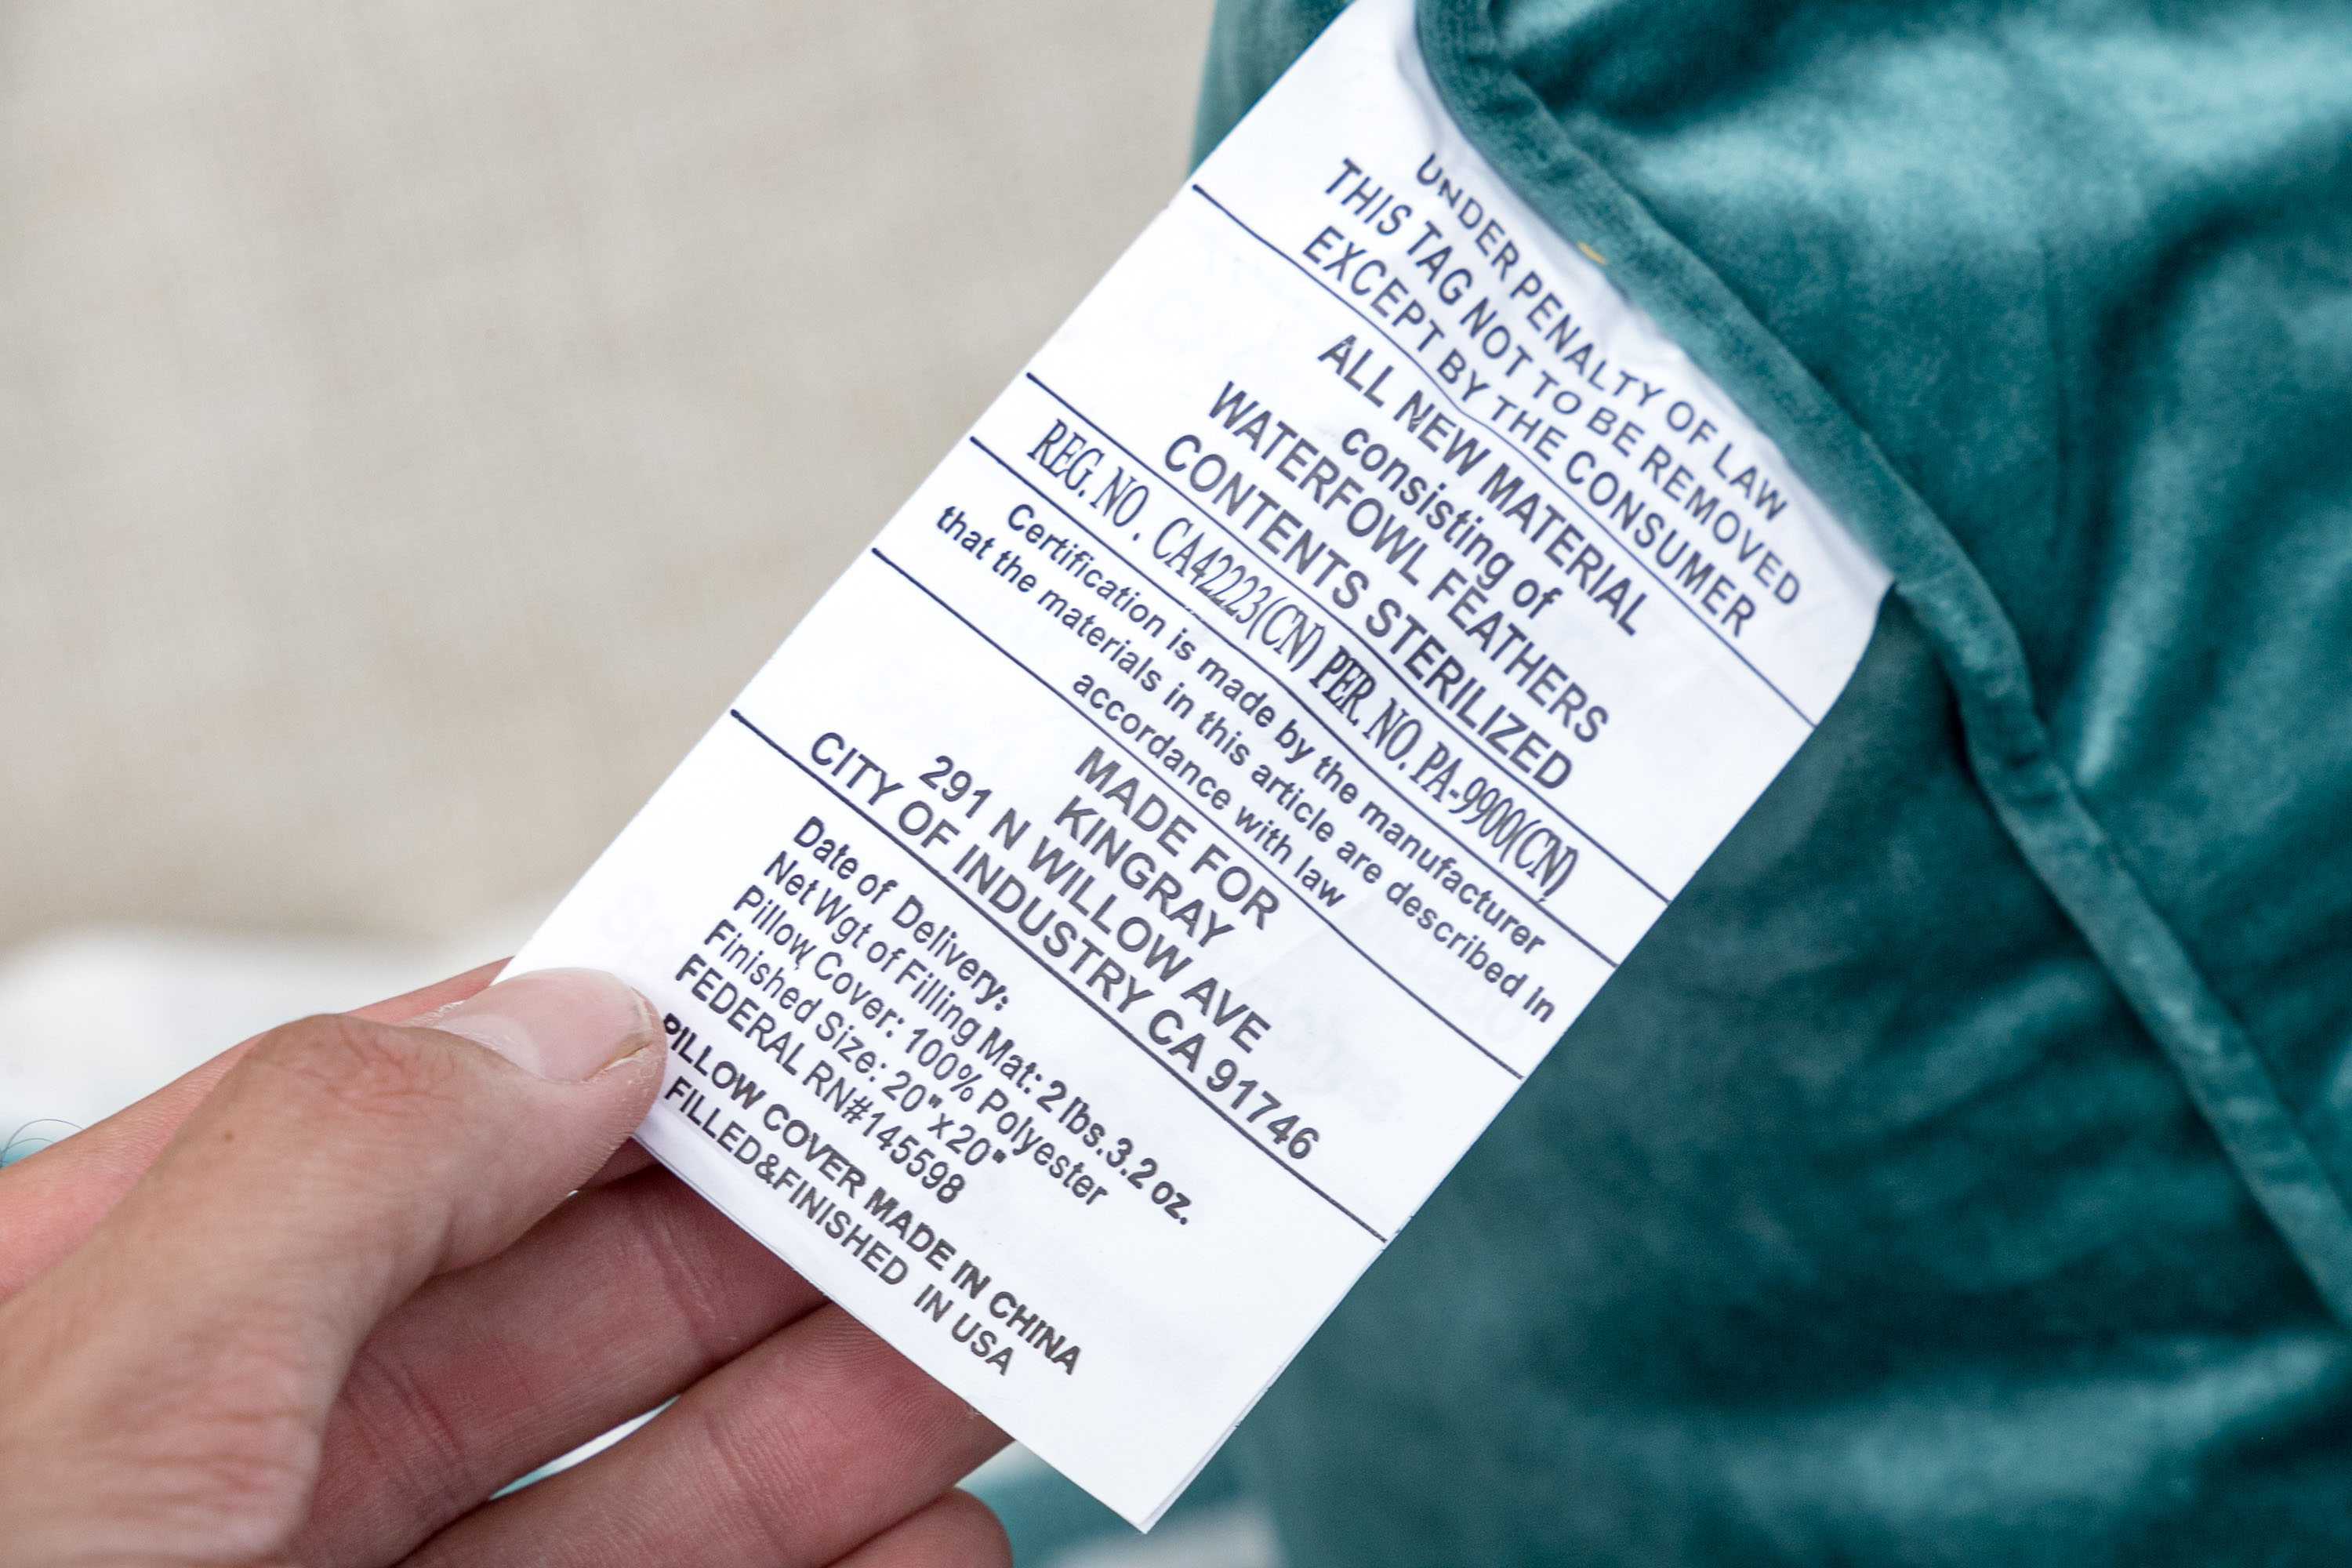 UNDER PENALTY OF LAW
THIS TAG NOT TO BE REMOVED
EXCEPT BY THE CONSUMER
ALL NEW MATERIAL
consisting of
WATERFOWL FEATHERS
CONTENTS STERILIZED
REG. NO . CA42223(CN) PER. NO. PA-9900(CN)
Certification is made by the manufacturer
that the materials in this article are described in
accordance with law
MADE FOR
KINGRAY
291 N WILLOW AVE
CITY OF INDUSTRY CA 91746
Date of Delivery:
Net Wgt of Filling Mat: 2 lbs.3.2 oz.
Pillow Cover: 100% Polyester
Finished Size: 20" x 20"
FEDERAL RN#145598
PILLOW COVER MADE IN CHINA
FILLED&FINISHED IN USA